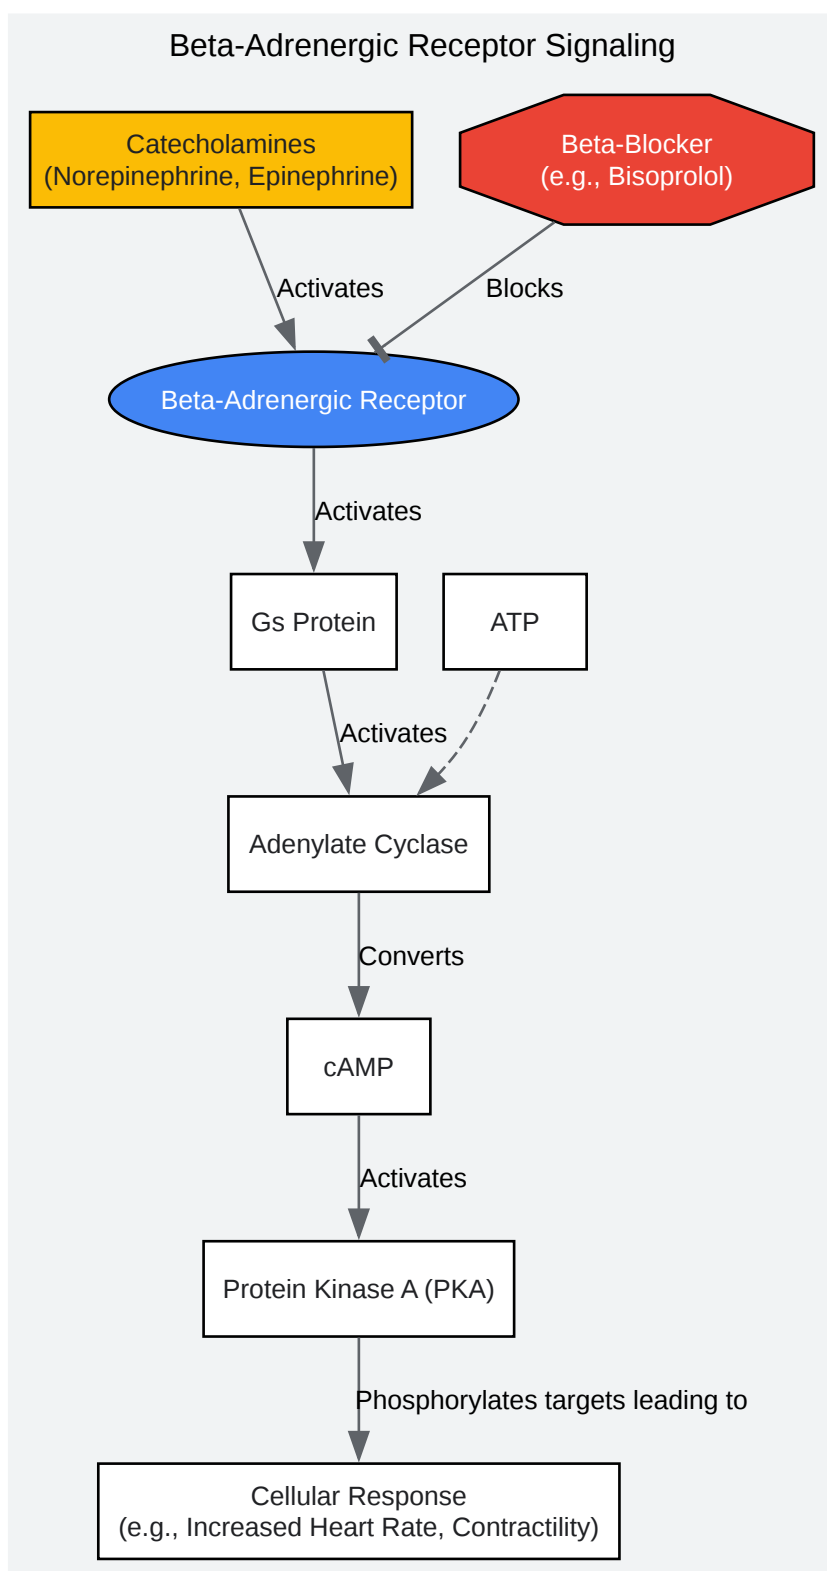 Beta-Adrenergic Receptor Signaling
Catecholamines
(Norepinephrine, Epinephrine)
Beta-Blocker
(e.g., Bisoprolol)
Activates
Blocks
Beta-Adrenergic Receptor
Activates
Gs Protein
ATP
Activates
Adenylate Cyclase
Converts
cAMP
Activates
Protein Kinase A (PKA)
Phosphorylates targets leading to
Cellular Response
(e.g., Increased Heart Rate, Contractility)